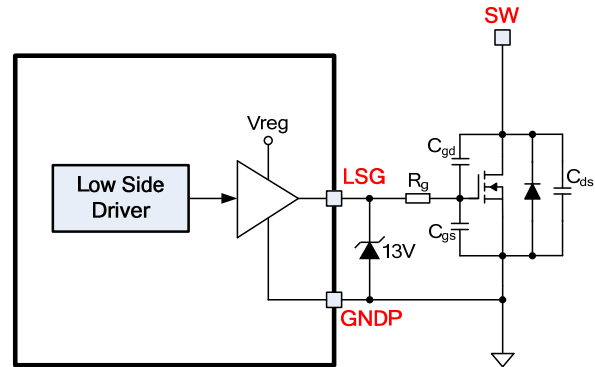 SW
Vreg
Low Side
Driver
LSG
Rg
Cgd
Cgs
Cds
13V
GNDP